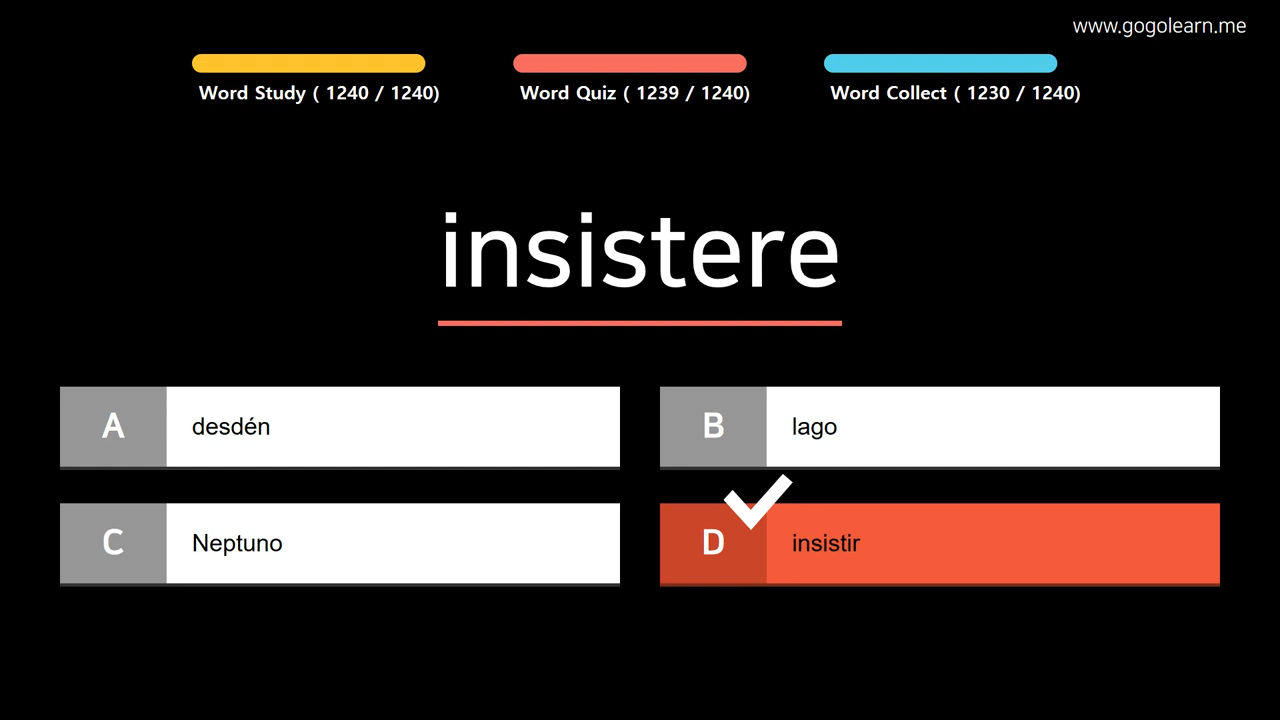 www.gogolearn.me
Word Study ( 1240 / 1240)
Word Quiz ( 1239 / 1240)
Word Collect ( 1230 / 1240)
insistere
A desdén
B lago
C Neptuno
D insistir